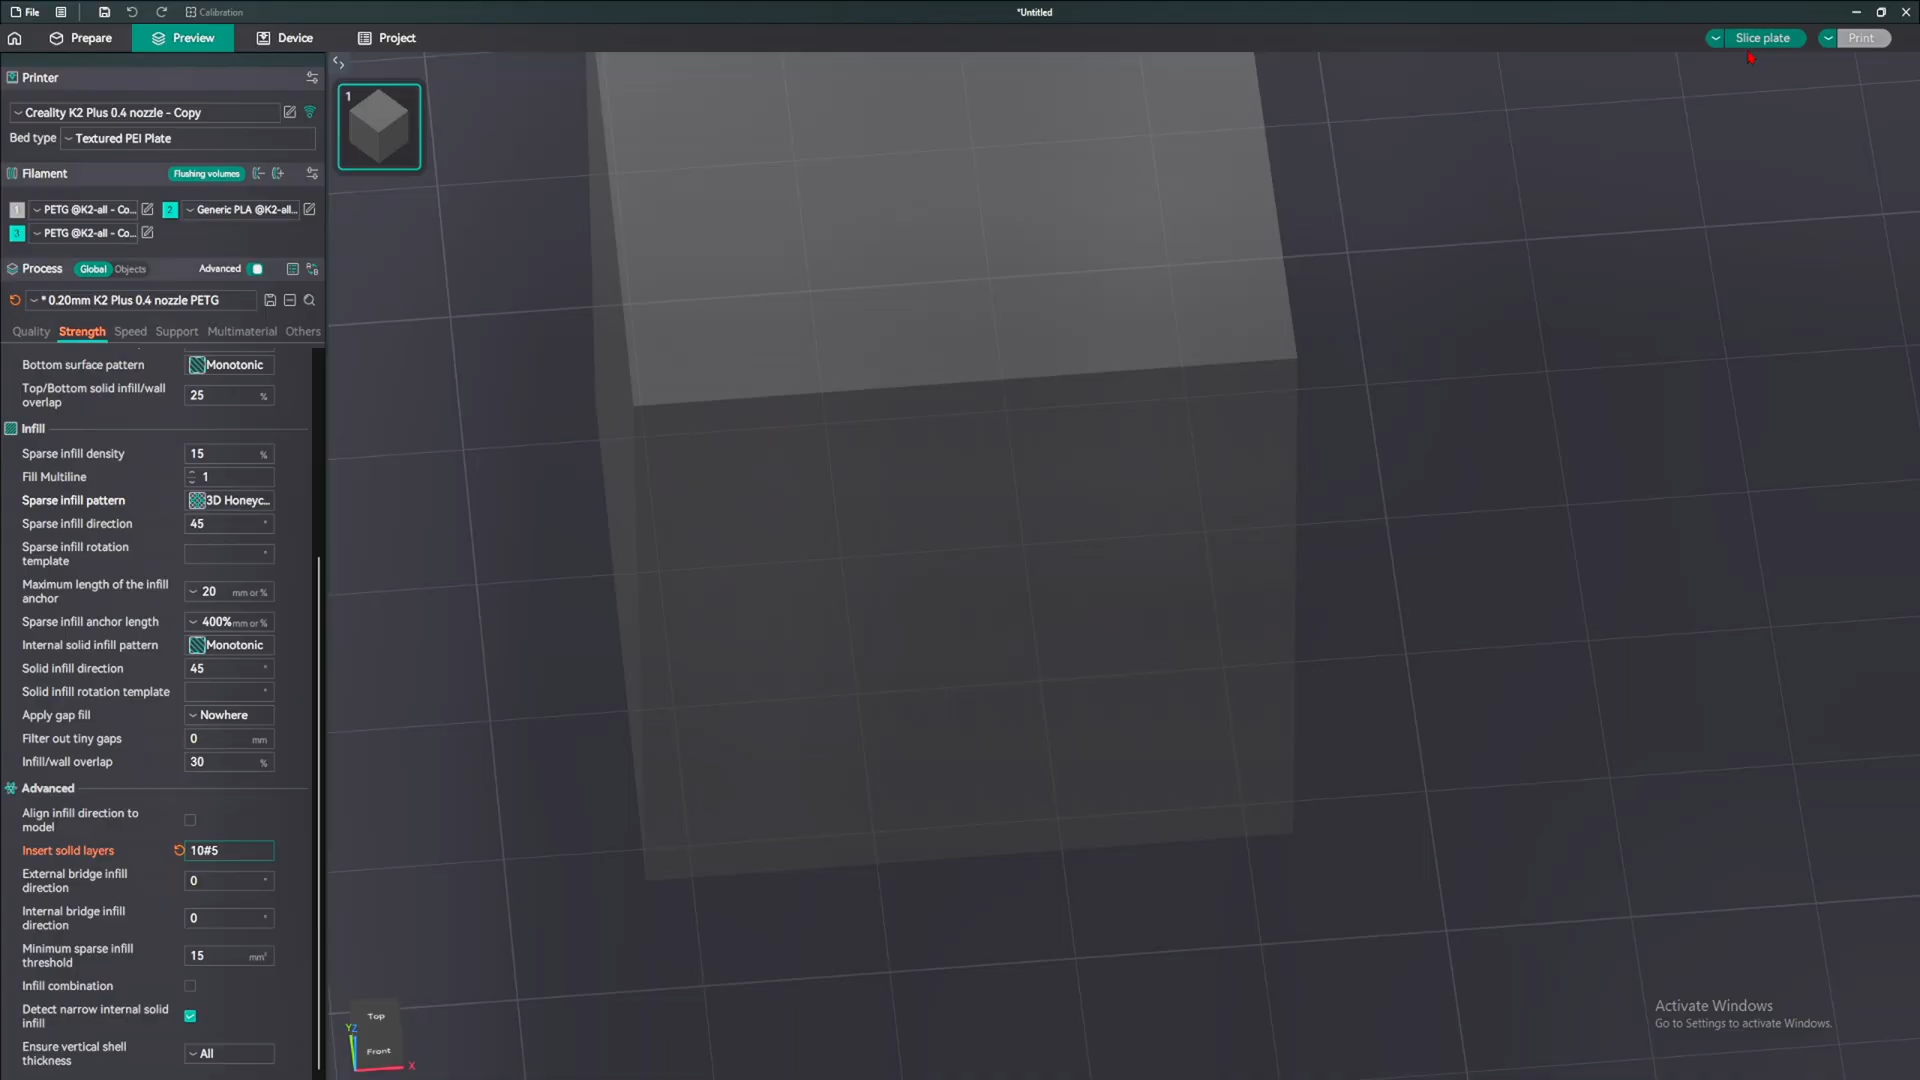 File
Calibration
*Untitled
Prepare
Preview
Device
Project
Slice plate
Print
Printer
Creality K2 Plus 0.4 nozzle - Copy
Bed type
Textured PEI Plate
Filament
Flushing volumes
1
PETG @K2-all - Co...
2
Generic PLA @K2-all...
3
PETG @K2-all - Co...
Process
Global
Objects
Advanced
* 0.20mm K2 Plus 0.4 nozzle PETG
Quality
Strength
Speed
Support
Multimaterial
Others
Bottom surface pattern
Monotonic
Top/Bottom solid infill/wall
overlap
25 %
Infill
Sparse infill density
15 %
Fill Multiline
1
Sparse infill pattern
3D Honeyc...
Sparse infill direction
45 °
Sparse infill rotation
template
°
Maximum length of the infill
anchor
20 mm or %
Sparse infill anchor length
400% mm or %
Internal solid infill pattern
Monotonic
Solid infill direction
45 °
Solid infill rotation template
°
Apply gap fill
Nowhere
Filter out tiny gaps
0 mm
Infill/wall overlap
30 %
Advanced
Align infill direction to
model
Insert solid layers
10#5
External bridge infill
direction
0 °
Internal bridge infill
direction
0 °
Minimum sparse infill
threshold
15 mm²
Infill combination
Detect narrow internal solid
infill
Ensure vertical shell
thickness
All
1
Top
Front
Y
Z
X
Activate Windows
Go to Settings to activate Windows.